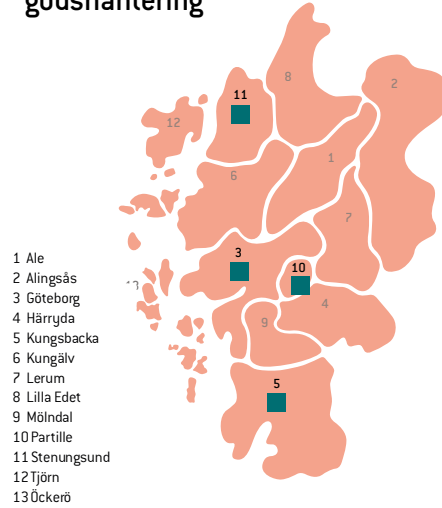 godshantering
8
2
11
12
1
6
7
3
10
13
4
9
5
1 Ale
2 Alingsås
3 Göteborg
4 Härryda
5 Kungsbacka
6 Kungälv
7 Lerum
8 Lilla Edet
9 Mölndal
10 Partille
11 Stenungsund
12 Tjörn
13 Öckerö